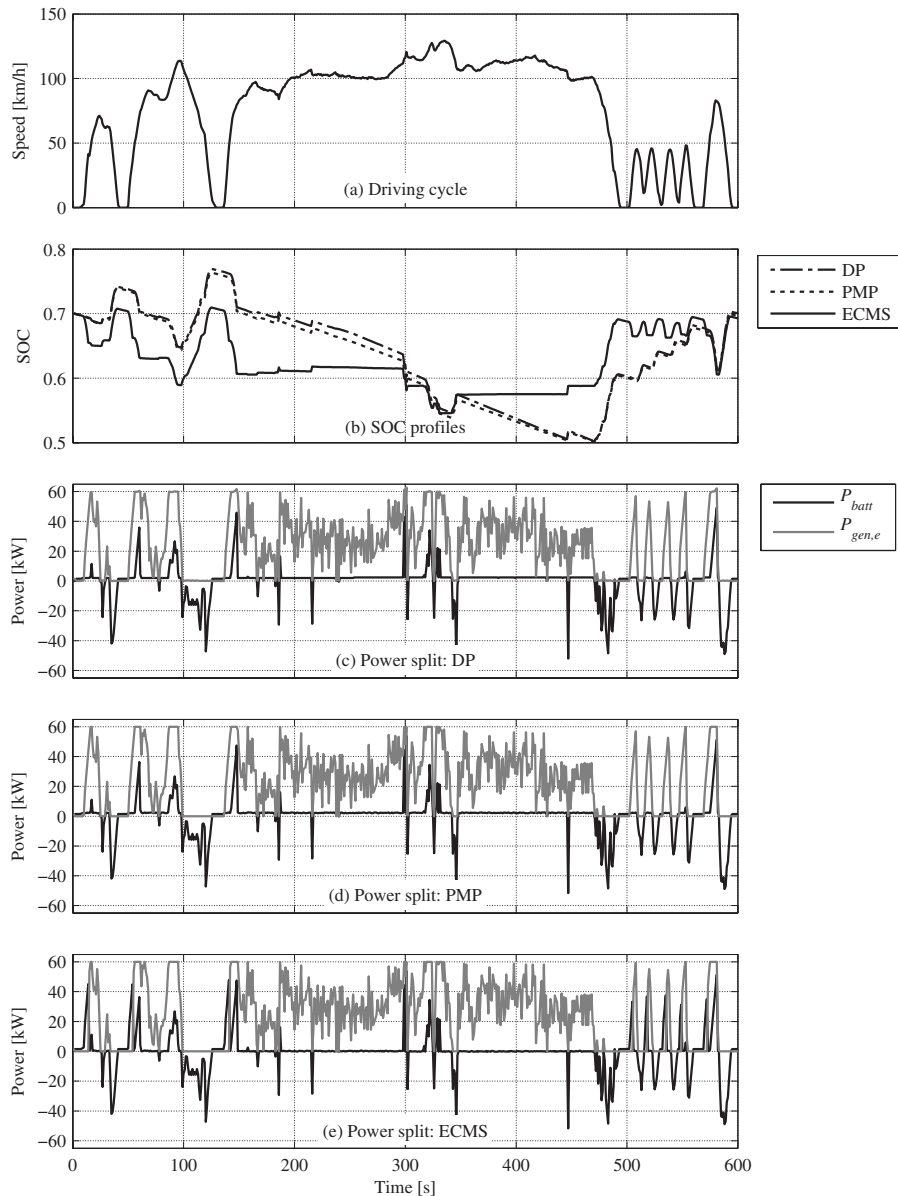 150
100
50
0
Speed [km/h]
(a) Driving cycle
0.8
0.7
0.6
0.5
SOC
(b) SOC profiles
DP
PMP
ECMS
60
40
20
0
−20
−40
−60
Power [kW]
(c) Power split: DP
P_batt
P_gen,e
60
40
20
0
−20
−40
−60
Power [kW]
(d) Power split: PMP
60
40
20
0
−20
−40
−60
Power [kW]
(e) Power split: ECMS
0 100 200 300 400 500 600
Time [s]